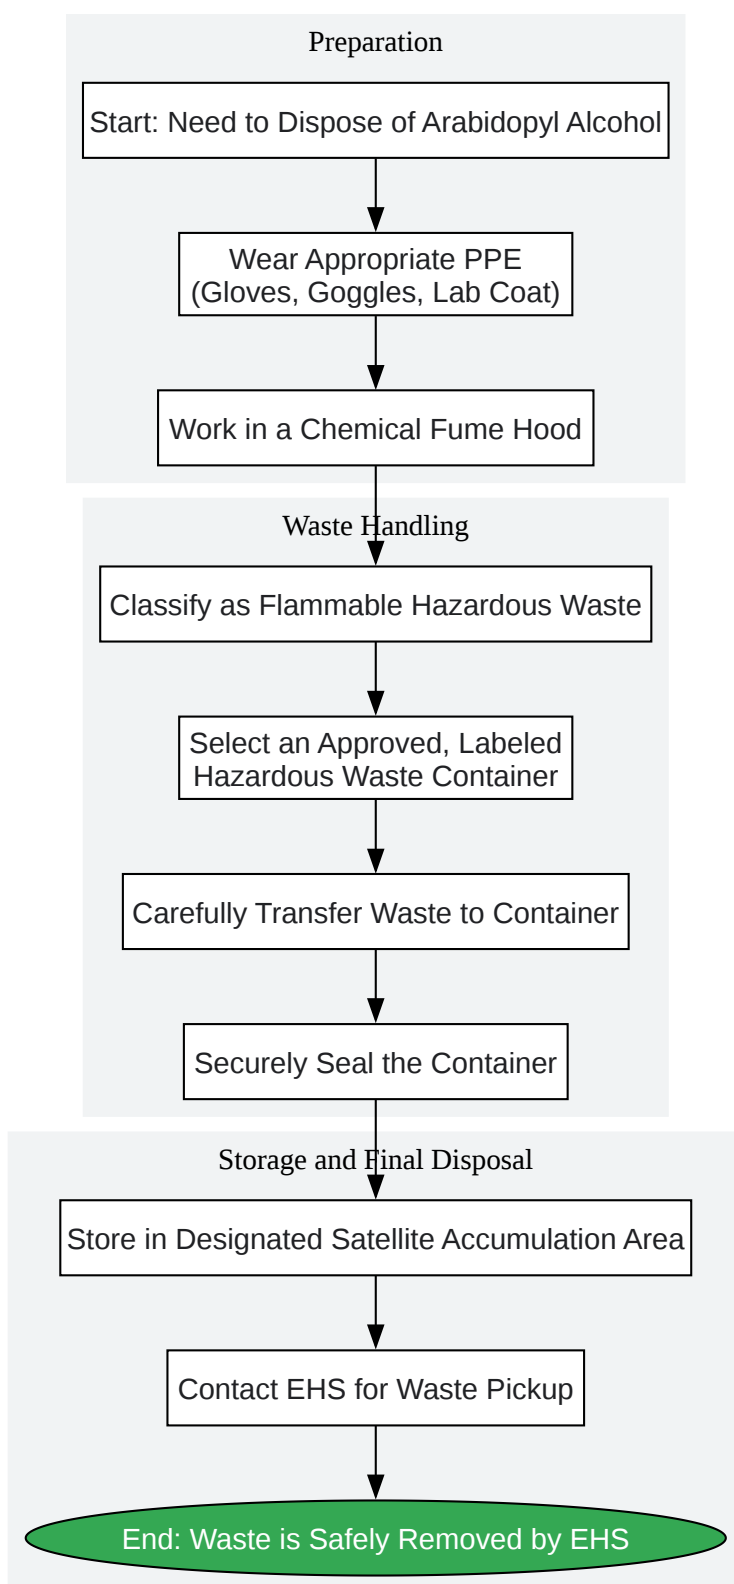 Preparation
Start: Need to Dispose of Arabidopyl Alcohol
Wear Appropriate PPE
(Gloves, Goggles, Lab Coat)
Work in a Chemical Fume Hood
Waste Handling
Classify as Flammable Hazardous Waste
Select an Approved, Labeled
Hazardous Waste Container
Carefully Transfer Waste to Container
Securely Seal the Container
Storage and Final Disposal
Store in Designated Satellite Accumulation Area
Contact EHS for Waste Pickup
End: Waste is Safely Removed by EHS